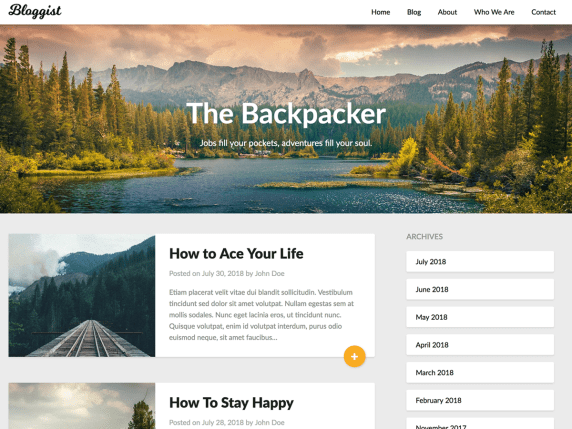 Bloggist
Home Blog About Who We Are Contact
The Backpacker
Jobs fill your pockets, adventures fill your soul.
How to Ace Your Life
Posted on July 30, 2018 by John Doe
Etiam placerat velit vitae dui blandit sollicitudin. Vestibulum
tincidunt sed dolor sit amet volutpat. Nullam egestas sem at
mollis sodales. Nunc eget lacinia eros, ut tincidunt nunc.
Quisque volutpat, enim id volutpat interdum, purus odio
euismod neque, sit amet faucibus...
+
How To Stay Happy
Posted on July 28, 2018 by John Doe
ARCHIVES
July 2018
June 2018
May 2018
April 2018
March 2018
February 2018
November 2017